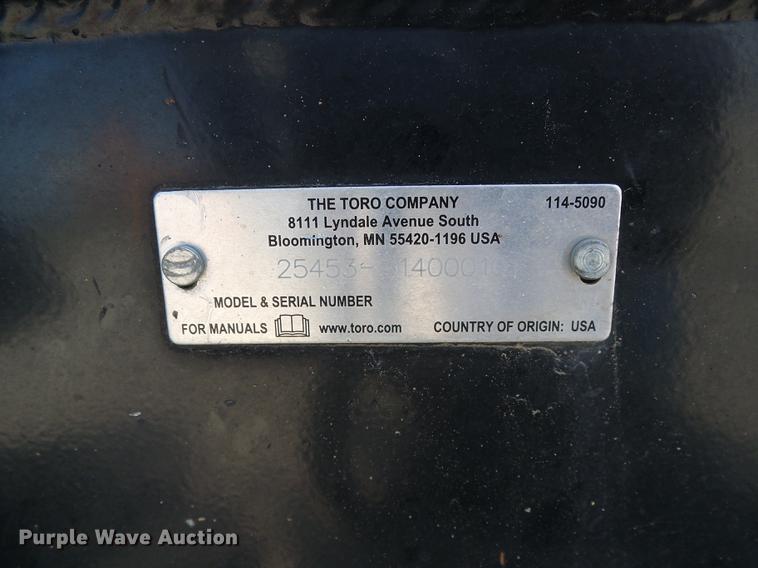 THE TORO COMPANY 114-5090
8111 Lyndale Avenue South
Bloomington, MN 55420-1196 USA
MODEL & SERIAL NUMBER
FOR MANUALS www.toro.com COUNTRY OF ORIGIN: USA
Purple Wave Auction